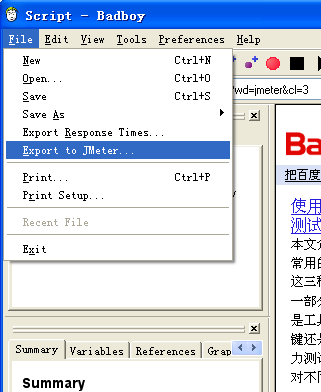 Script - Badboy
File Edit View Tools Preferences Help
New Ctrl+N
Open... Ctrl+O
Save Ctrl+S
Save As
Export Response Times...
Export to JMeter...
Print... Ctrl+P
Print Setup...
Recent File
Exit
?wd=jmeter&cl=3
Ba
把百度
使用
测试
本文介
常用的
这三种
一部分
是工具
键还是
力测试
对不同
Summary Variables References Grap
Summary